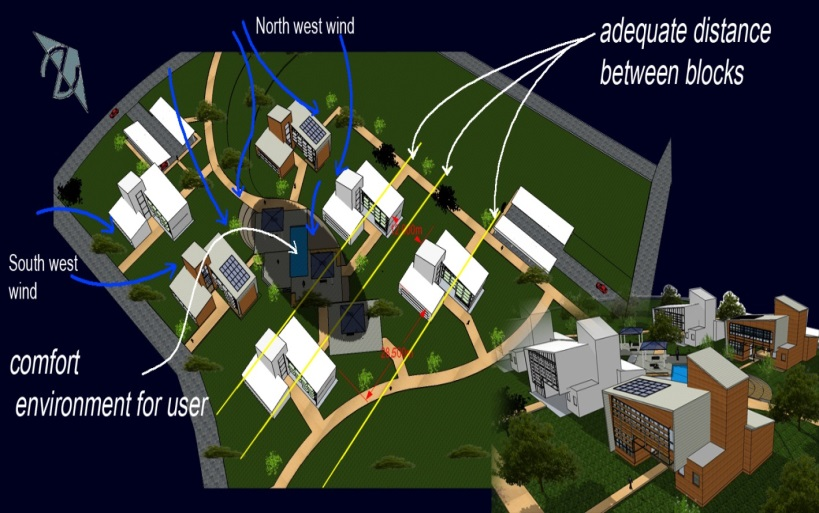 North west wind
adequate distance
between blocks
South west
wind
comfort
environment for user